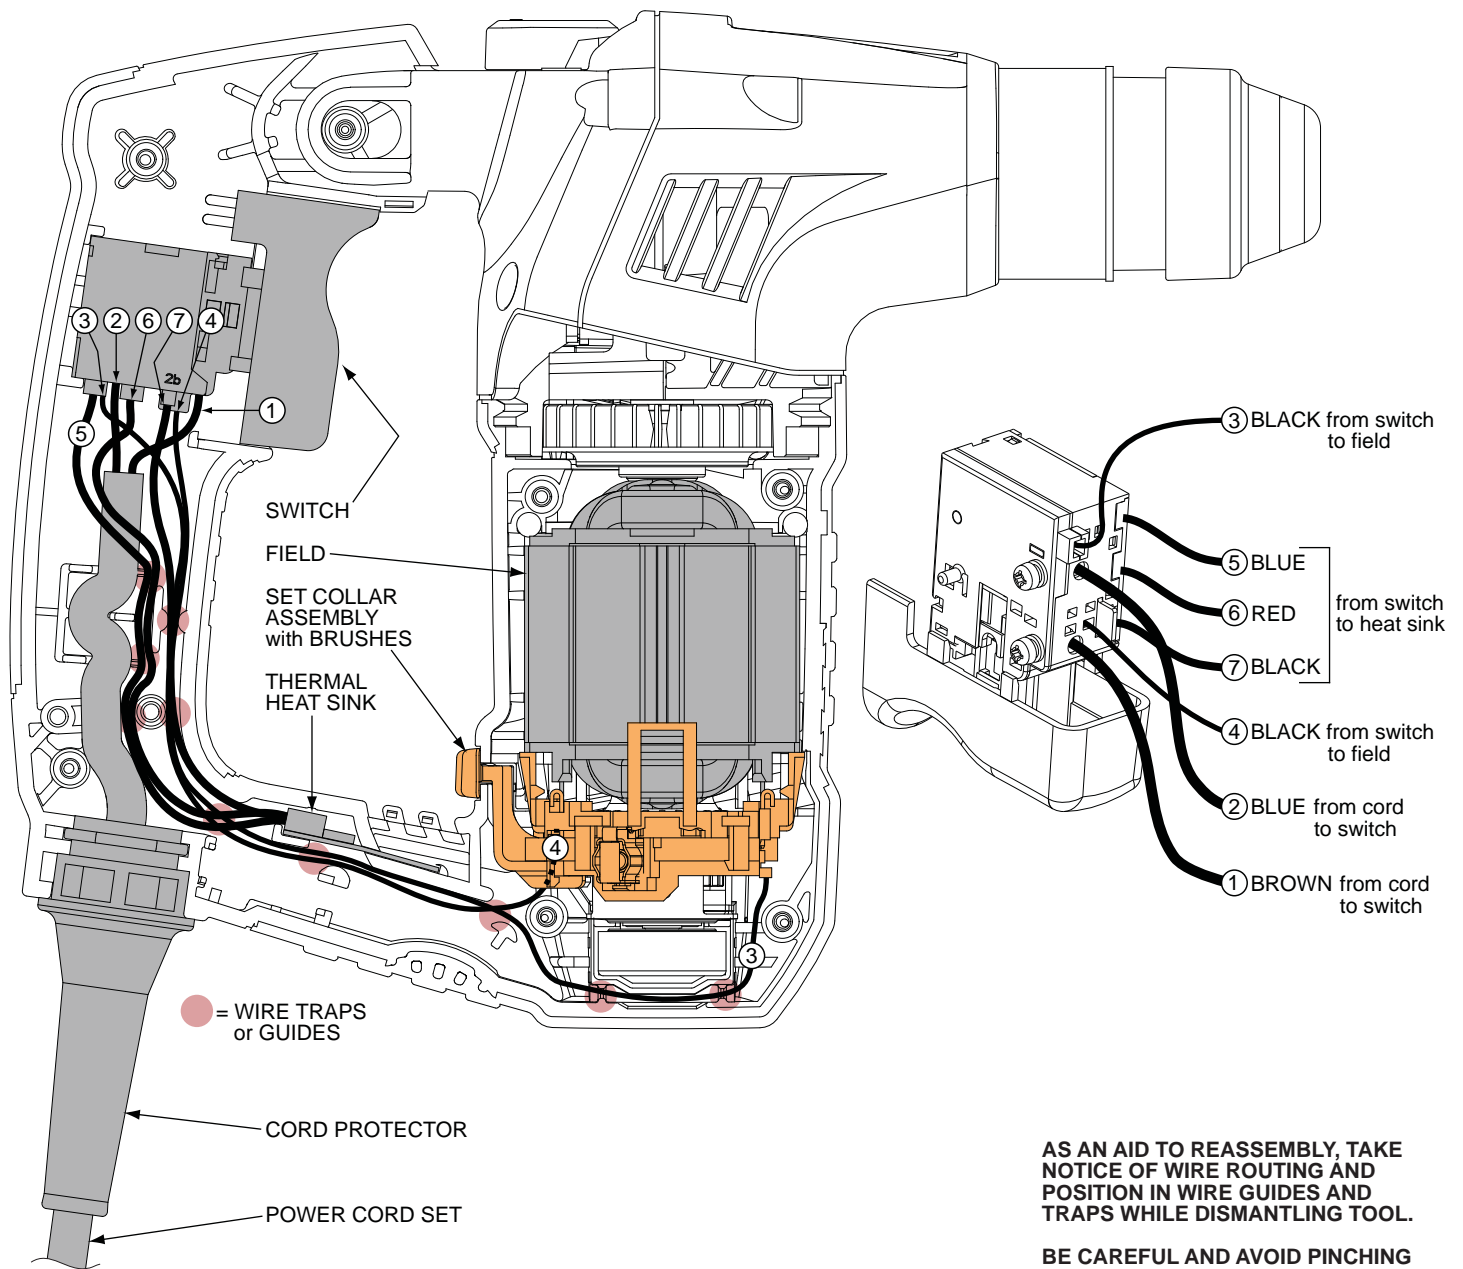 3
2
6
7
4
2b
1
5
SWITCH
FIELD
SET COLLAR
ASSEMBLY
with BRUSHES
THERMAL
HEAT SINK
4
3
= WIRE TRAPS
or GUIDES
CORD PROTECTOR
POWER CORD SET
3 BLACK from switch
to field
5 BLUE
6 RED
7 BLACK
from switch
to heat sink
4 BLACK from switch
to field
2 BLUE from cord
to switch
1 BROWN from cord
to switch
AS AN AID TO REASSEMBLY, TAKE
NOTICE OF WIRE ROUTING AND
POSITION IN WIRE GUIDES AND
TRAPS WHILE DISMANTLING TOOL.
BE CAREFUL AND AVOID PINCHING